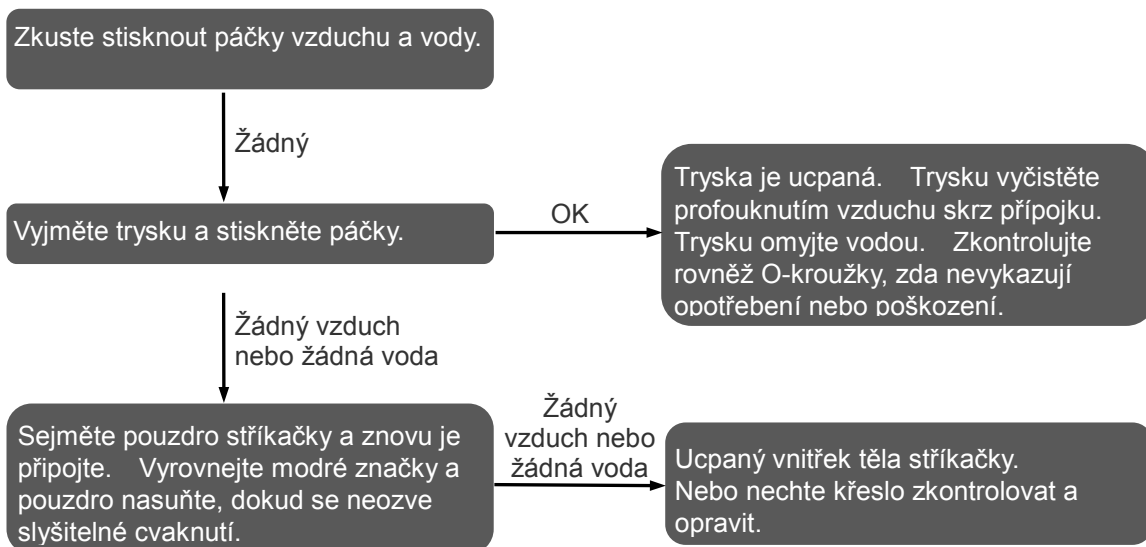 Zkuste stisknout páčky vzduchu a vody.
Žádný
Vyjměte trysku a stiskněte páčky.
OK
Tryska je ucpaná. Trysku vyčistěte
profouknutím vzduchu skrz přípojku.
Trysku omyjte vodou. Zkontrolujte
rovněž O-kroužky, zda nevykazují
opotřebení nebo poškození.
Žádný vzduch
nebo žádná voda
Sejměte pouzdro stříkačky a znovu je
připojte. Vyrovnejte modré značky a
pouzdro nasuňte, dokud se neozve
slyšitelné cvaknutí.
Žádný
vzduch nebo
žádná voda
Ucpaný vnitřek těla stříkačky.
Nebo nechte křeslo zkontrolovat a
opravit.